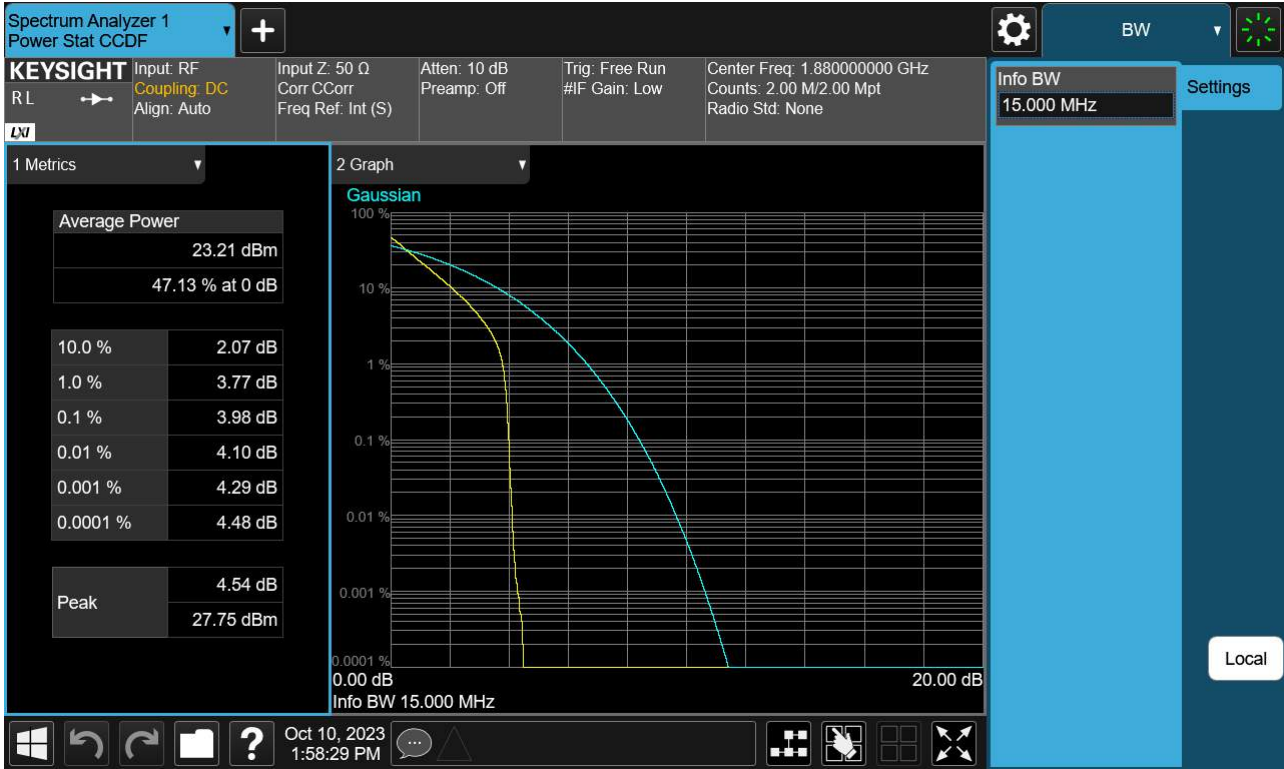 Spectrum Analyzer 1
Power Stat CCDF
+
BW
KEYSIGHT
R L
LXI
Input: RF
Coupling: DC
Align: Auto
Input Z: 50 Ω
Corr CCorr
Freq Ref: Int (S)
Atten: 10 dB
Preamp: Off
Trig: Free Run
#IF Gain: Low
Center Freq: 1.880000000 GHz
Counts: 2.00 M/2.00 Mpt
Radio Std: None
Info BW
15.000 MHz
Settings
1 Metrics
Average Power
23.21 dBm
47.13 % at 0 dB
10.0 % 2.07 dB
1.0 % 3.77 dB
0.1 % 3.98 dB
0.01 % 4.10 dB
0.001 % 4.29 dB
0.0001 % 4.48 dB
Peak
4.54 dB
27.75 dBm
2 Graph
Gaussian
100 %
10 %
1 %
0.1 %
0.01 %
0.001 %
0.0001 %
0.00 dB 20.00 dB
Info BW 15.000 MHz
Local
?
Oct 10, 2023
1:58:29 PM